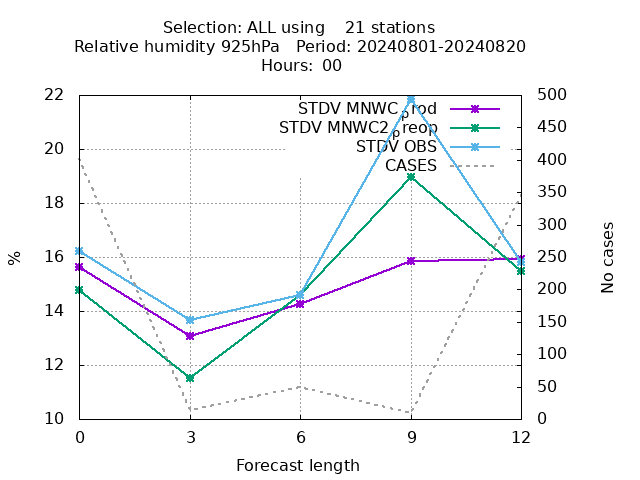 Selection: ALL using    21 stations
Relative humidity 925hPa   Period: 20240801-20240820
Hours: 00
STDV MNWC_prod
STDV MNWC2_preop
STDV OBS
CASES
22
20
18
16
14
12
10
%
500
450
400
350
300
250
200
150
100
50
0
No cases
0 3 6 9 12
Forecast length